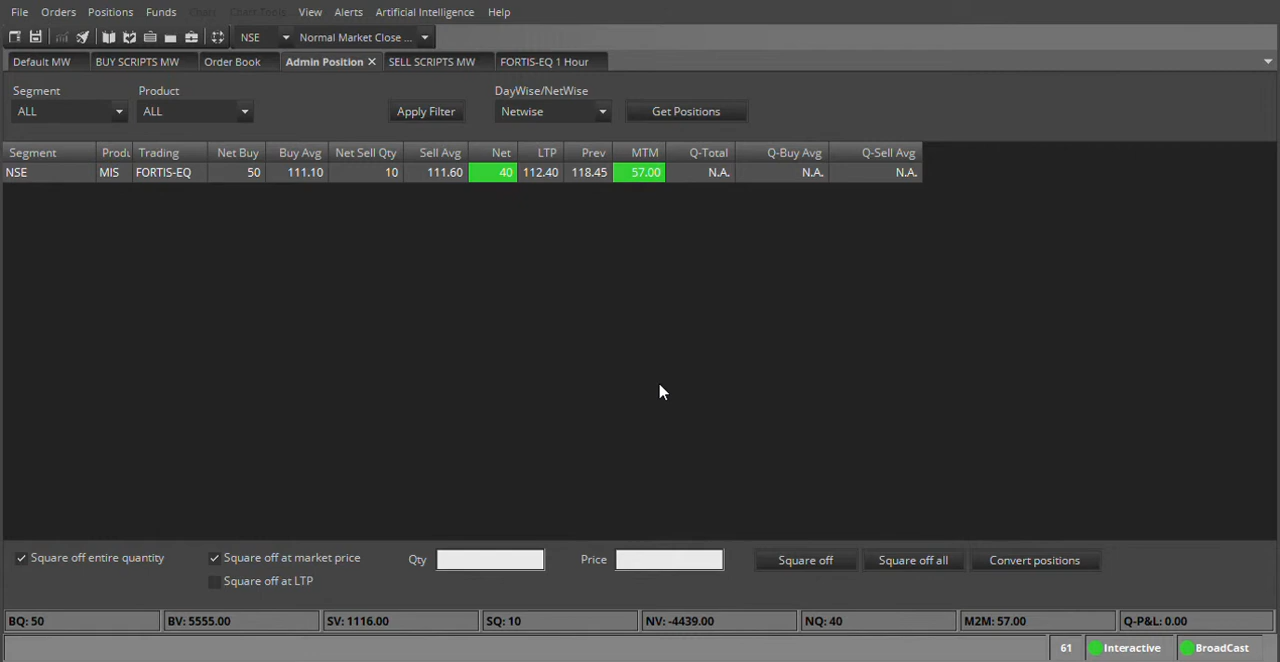 File Orders Positions Funds Chart Chart Tools View Alerts Artificial Intelligence Help
NSE Normal Market Close ...
Default MW BUY SCRIPTS MW Order Book Admin Position × SELL SCRIPTS MW FORTIS-EQ 1 Hour
Segment Product DayWise/NetWise
ALL ALL Apply Filter Netwise Get Positions
Segment Produ Trading Net Buy Buy Avg Net Sell Qty Sell Avg Net LTP Prev MTM Q-Total Q-Buy Avg Q-Sell Avg
NSE MIS FORTIS-EQ 50 111.10 10 111.60 40 112.40 118.45 57.00 N.A. N.A. N.A.
Square off entire quantity Square off at market price Qty Price Square off Square off all Convert positions
Square off at LTP
BQ: 50 BV: 5555.00 SV: 1116.00 SQ: 10 NV: -4439.00 NQ: 40 M2M: 57.00 Q-P&L: 0.00
61 Interactive BroadCast